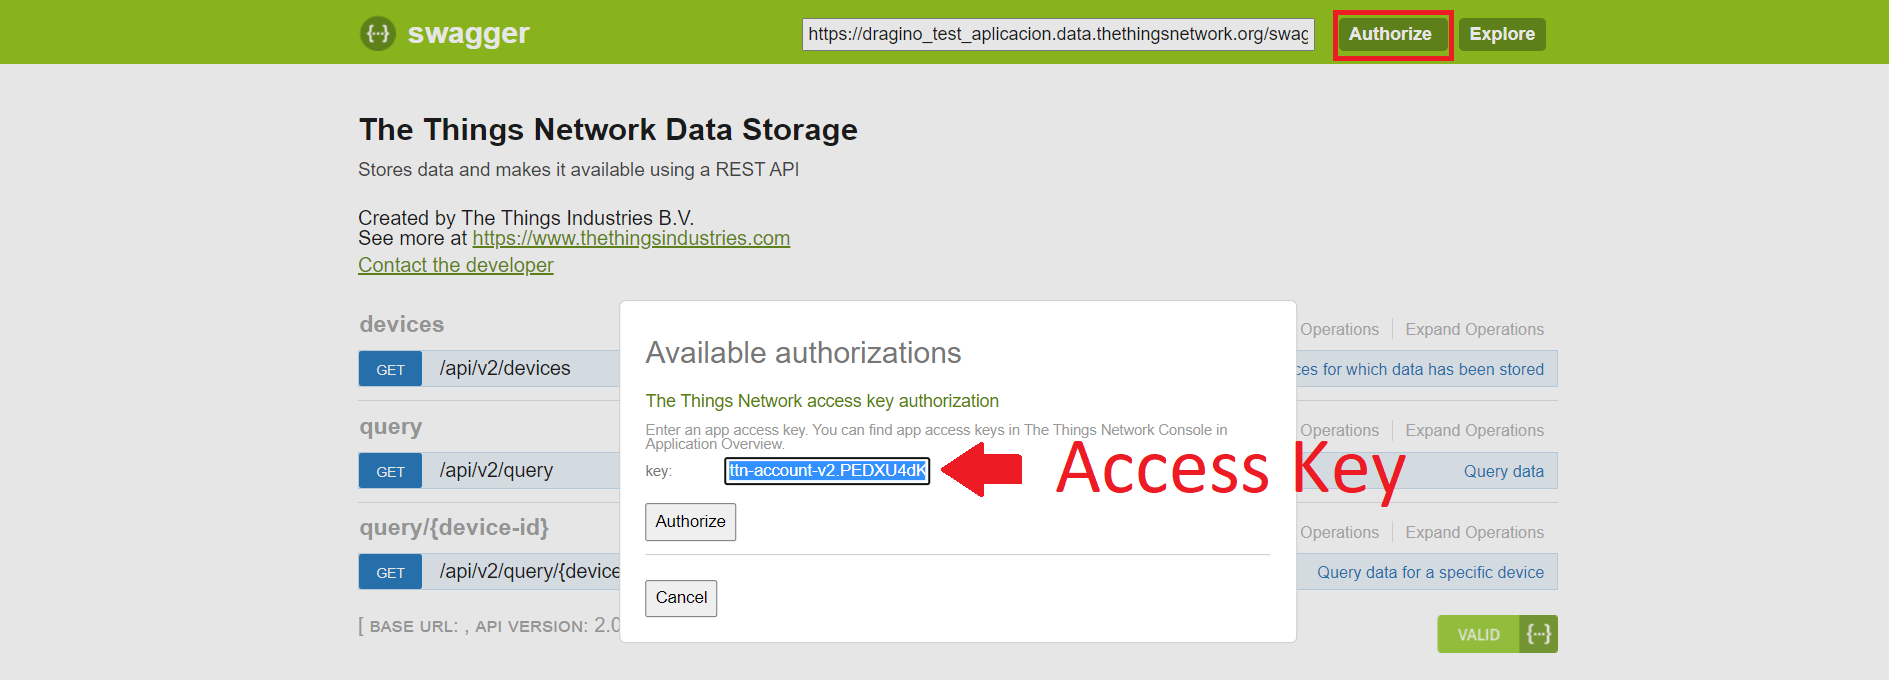 swagger
https://dragino_test_aplicacion.data.thethingsnetwork.org/swag
Authorize
Explore
The Things Network Data Storage
Stores data and makes it available using a REST API
Created by The Things Industries B.V.
See more at https://www.thethingsindustries.com
Contact the developer
devices
Operations
Expand Operations
GET
/api/v2/devices
for which data has been stored
query
Operations
Expand Operations
GET
/api/v2/query
Query data
query/{device-id}
Operations
Expand Operations
GET
/api/v2/query/{device
Query data for a specific device
[ BASE URL: , API VERSION: 2.0
VALID {···}
Available authorizations
The Things Network access key authorization
Enter an app access key. You can find app access keys in The Things Network Console in
Application Overview.
key:
ttn-account-v2.PEDXU4dK
Access Key
Authorize
Cancel